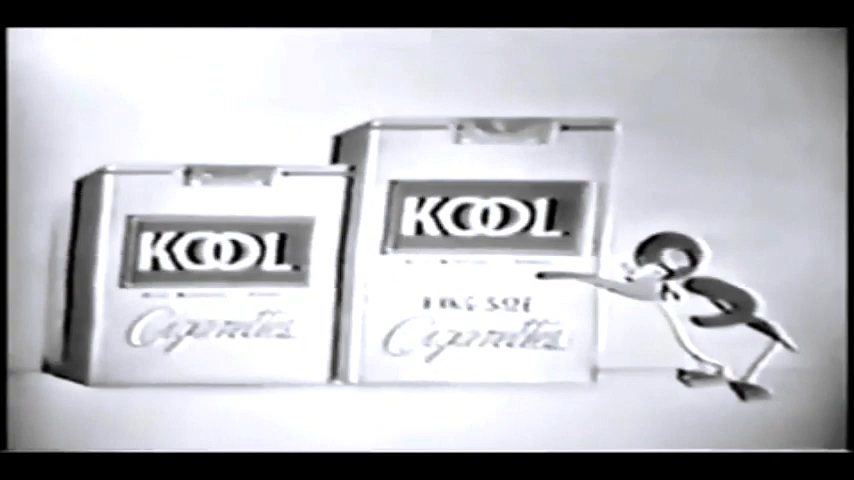 KOOL
Cigarettes
KOOL
KING SIZE
Cigarettes